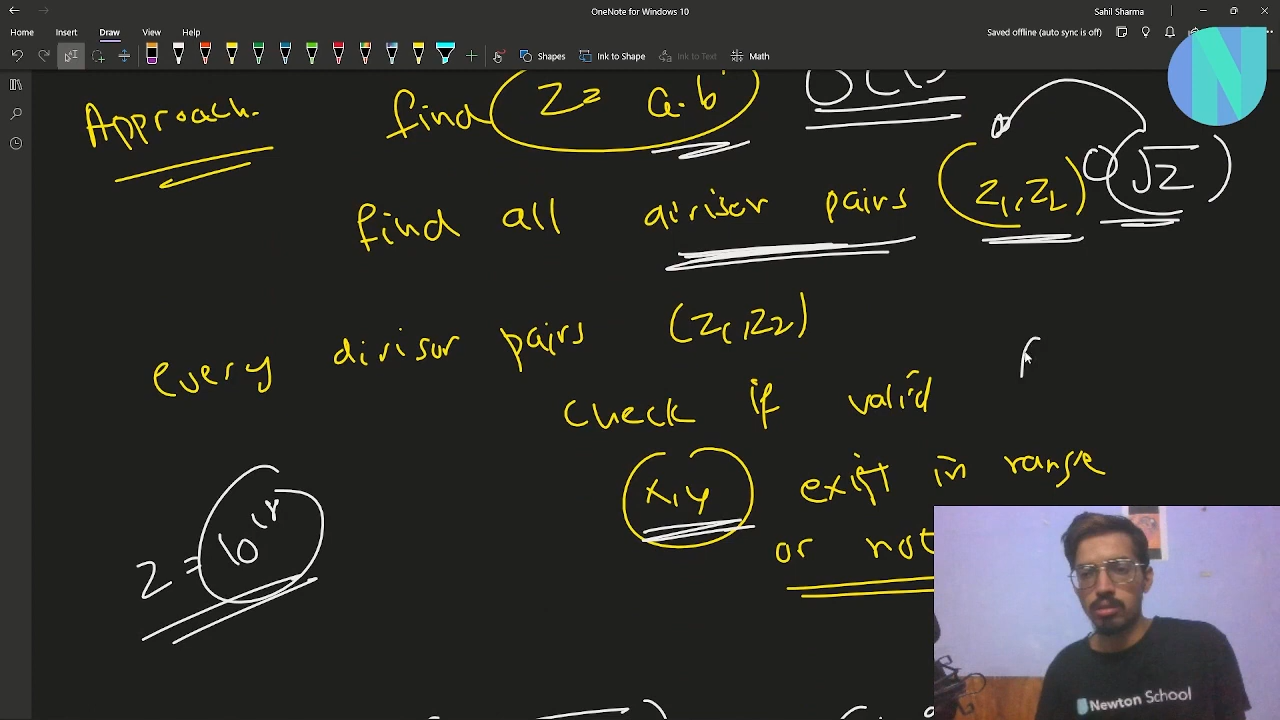 OneNote for Windows 10
Sahil Sharma
Home Insert Draw View Help
Saved offline (auto sync is off)
Shapes Ink to Shape Ink to Text Math
Approach. find z = a.b
find all divisor pairs (z1, z2) O(√z)
every divisor pairs (z1, z2)
check if valid
x, y exist in range
z = 10
or not
Newton School